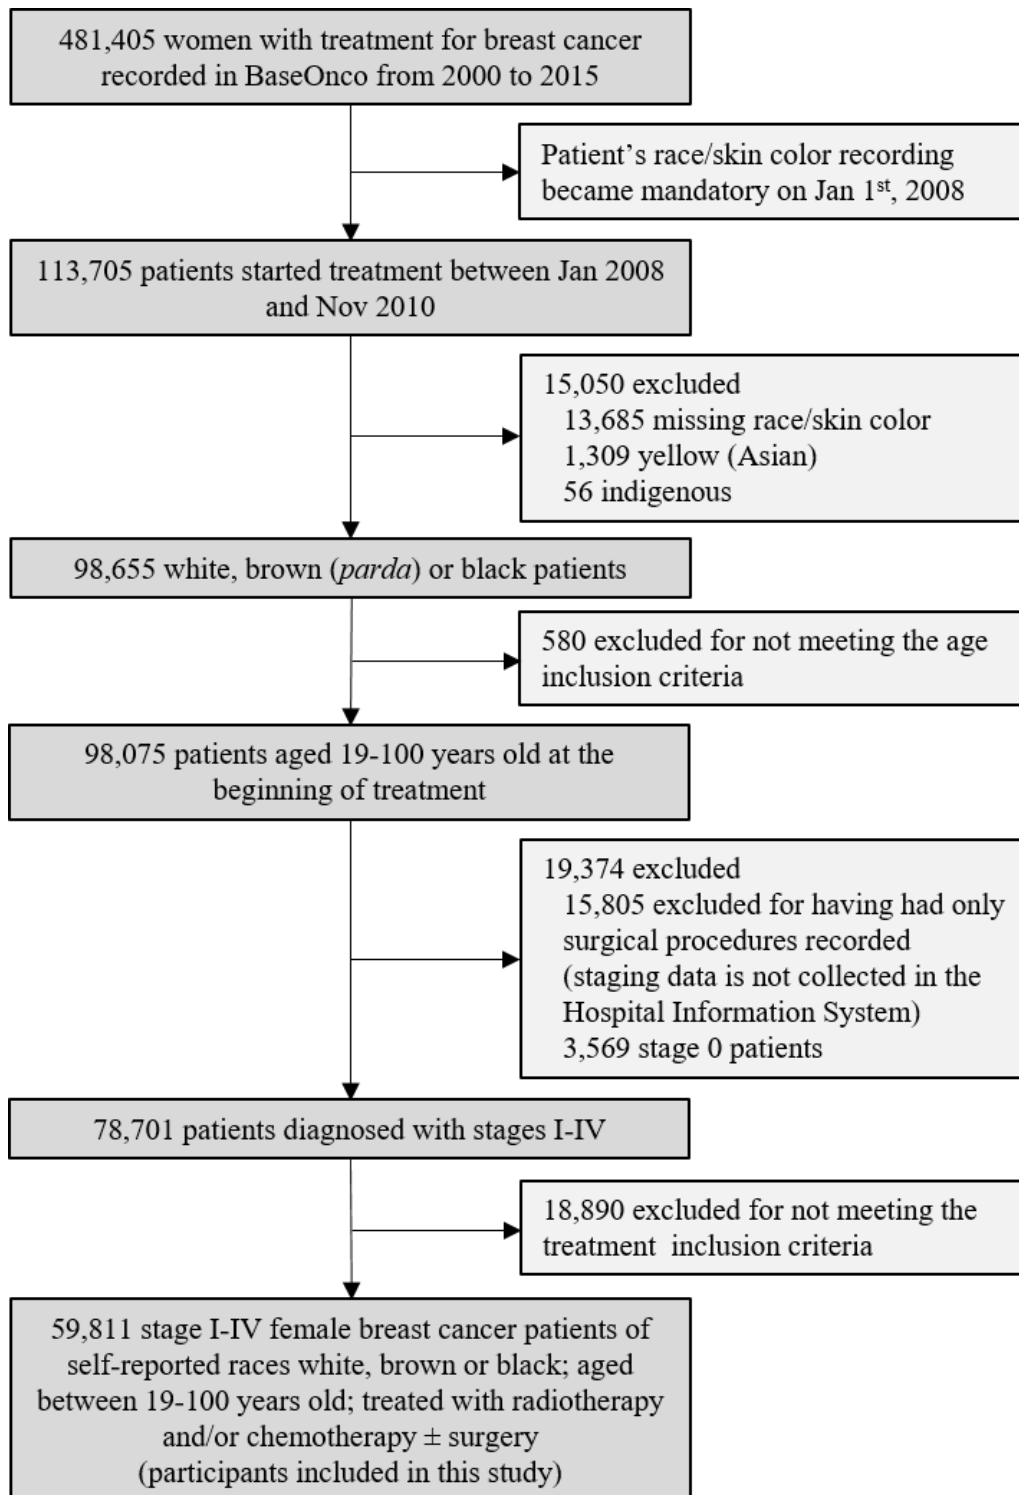 481,405 women with treatment for breast cancer
recorded in BaseOnco from 2000 to 2015
Patient’s race/skin color recording
became mandatory on Jan 1st, 2008
113,705 patients started treatment between Jan 2008
and Nov 2010
15,050 excluded
13,685 missing race/skin color
1,309 yellow (Asian)
56 indigenous
98,655 white, brown (parda) or black patients
580 excluded for not meeting the age
inclusion criteria
98,075 patients aged 19-100 years old at the
beginning of treatment
19,374 excluded
15,805 excluded for having had only
surgical procedures recorded
(staging data is not collected in the
Hospital Information System)
3,569 stage 0 patients
78,701 patients diagnosed with stages I-IV
18,890 excluded for not meeting the
treatment inclusion criteria
59,811 stage I-IV female breast cancer patients of
self-reported races white, brown or black; aged
between 19-100 years old; treated with radiotherapy
and/or chemotherapy ± surgery
(participants included in this study)